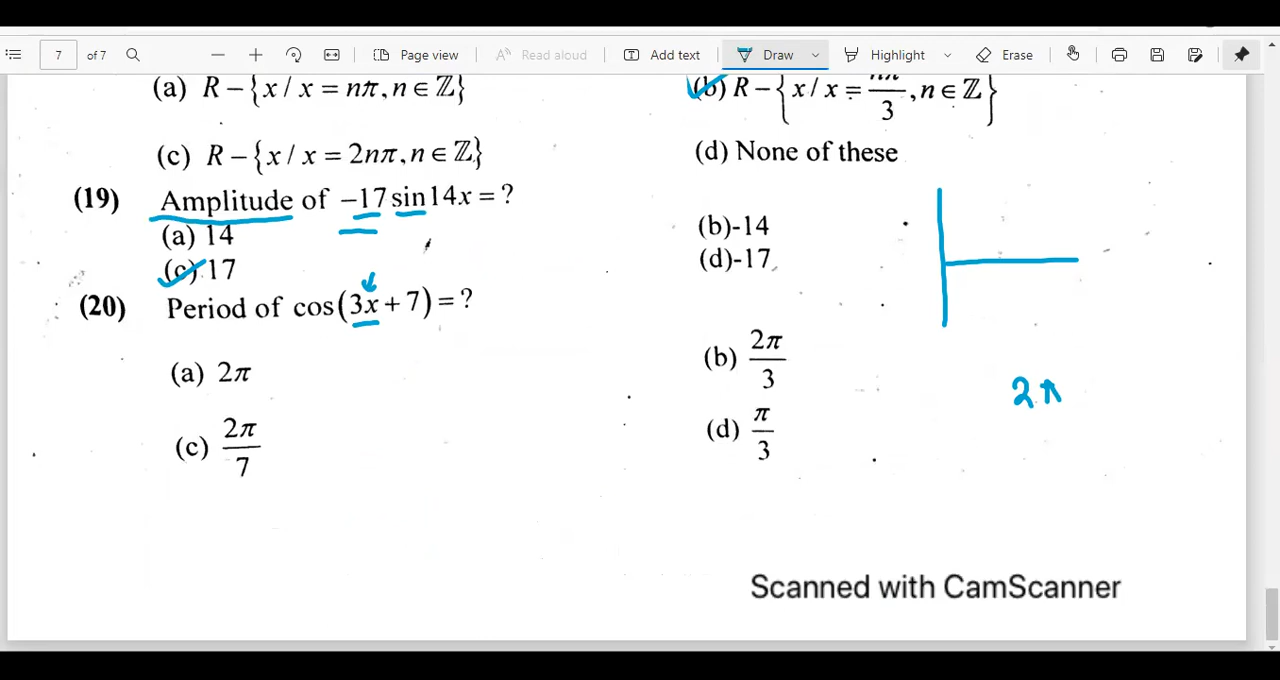 7 of 7 Page view Read aloud Add text Draw Highlight Erase
(a) R – {x / x = nπ, n ∈ ℤ} (b) R – {x / x = nπ/3, n ∈ ℤ}
(c) R – {x / x = 2nπ, n ∈ ℤ} (d) None of these
(19) Amplitude of –17 sin 14x = ?
(a) 14 (b)-14
(c) 17 (d)-17
(20) Period of cos(3x + 7) = ?
(a) 2π (b) 2π/3
2π
(c) 2π/7 (d) π/3
Scanned with CamScanner